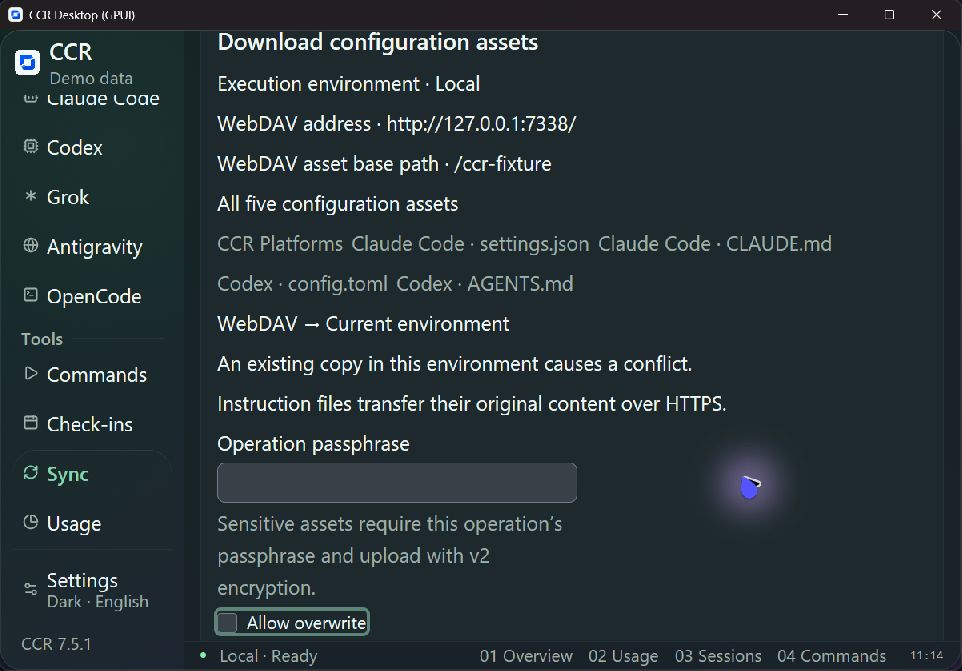 CCR Desktop (GPUI)
CCR
Demo data
Claude Code
Codex
Grok
Antigravity
OpenCode
Tools
Commands
Check-ins
Sync
Usage
Settings
Dark · English
CCR 7.5.1
Download configuration assets
Execution environment · Local
WebDAV address · http://127.0.0.1:7338/
WebDAV asset base path · /ccr-fixture
All five configuration assets
CCR Platforms Claude Code · settings.json Claude Code · CLAUDE.md
Codex · config.toml Codex · AGENTS.md
WebDAV → Current environment
An existing copy in this environment causes a conflict.
Instruction files transfer their original content over HTTPS.
Operation passphrase
Sensitive assets require this operation's
passphrase and upload with v2
encryption.
Allow overwrite
Local · Ready
01 Overview 02 Usage 03 Sessions 04 Commands 11:14